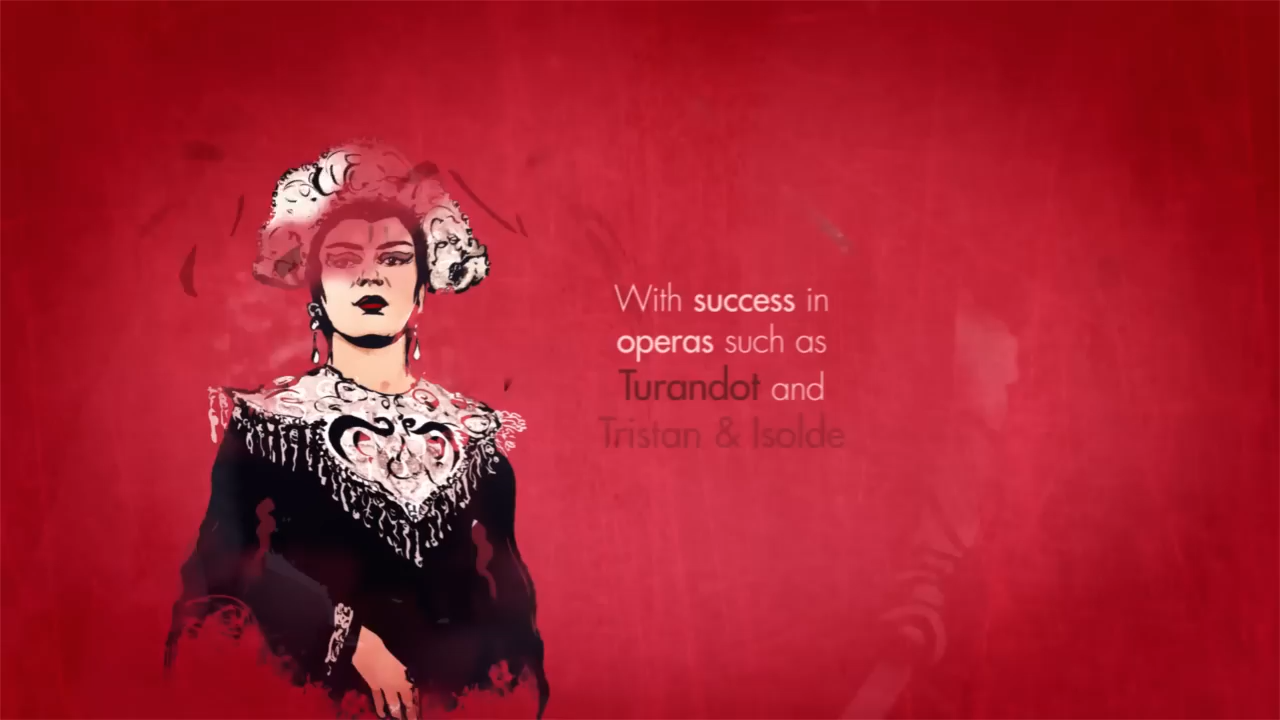 With success in
operas such as
Turandot and
Tristan & Isolde